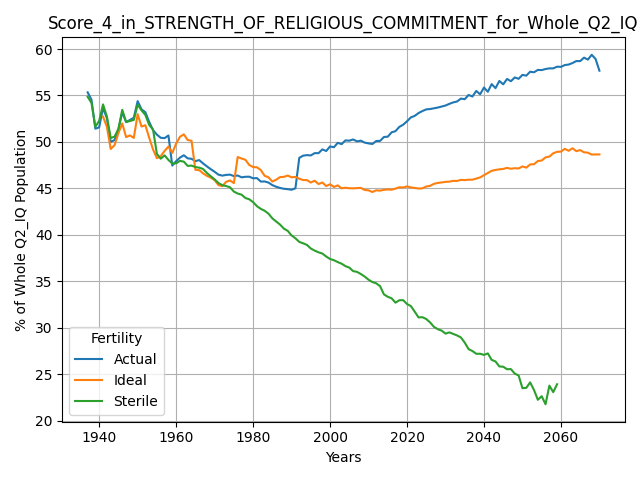 Score_4_in_STRENGTH_OF_RELIGIOUS_COMMITMENT_for_Whole_Q2_IQ
% of Whole Q2_IQ Population
60
55
50
45
40
35
30
25
20
Fertility
Actual
Ideal
Sterile
1940 1960 1980 2000 2020 2040 2060
Years